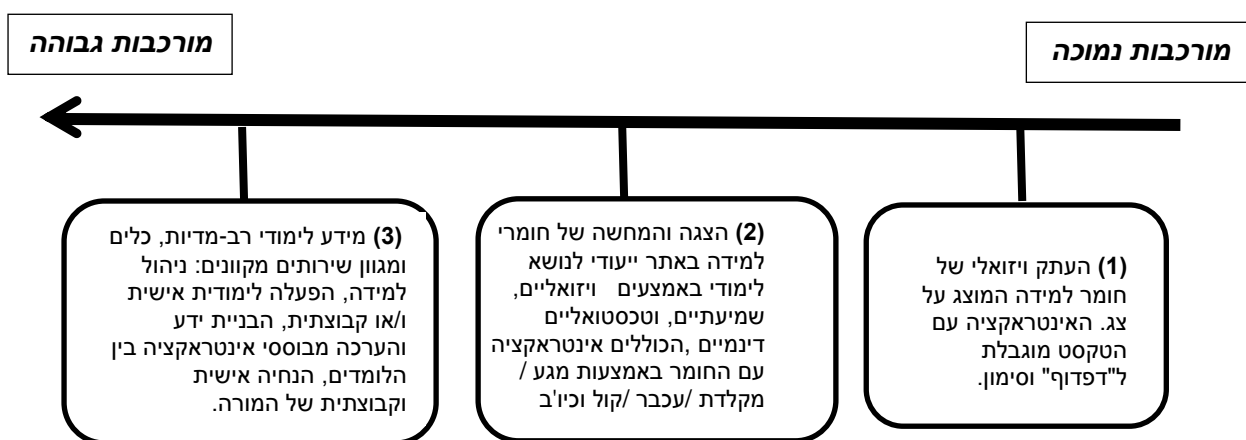 מורכבות נמוכה
מורכבות גבוהה
(1) העתק ויזואלי של
חומר למידה המוצג על
צג. האינטראקציה עם
הטקסט מוגבלת
ל"דפדוף" וסימון.
(2) הצגה והמחשה של חומרי
למידה באתר ייעודי לנושא
לימודי באמצעים ויזואליים,
שמיעתיים, וטכסטואליים
דינמיים ,הכוללים אינטראקציה
עם החומר באמצעות מגע /
מקלדת /עכבר /קול וכיו'ב
(3) מידע לימודי רב-מדיות, כלים
ומגוון שירותים מקוונים: ניהול
למידה, הפעלה לימודית אישית
ו/או קבוצתית, הבניית ידע
והערכה מבוססי אינטראקציה בין
הלומדים, הנחיה אישית
וקבוצתית של המורה.